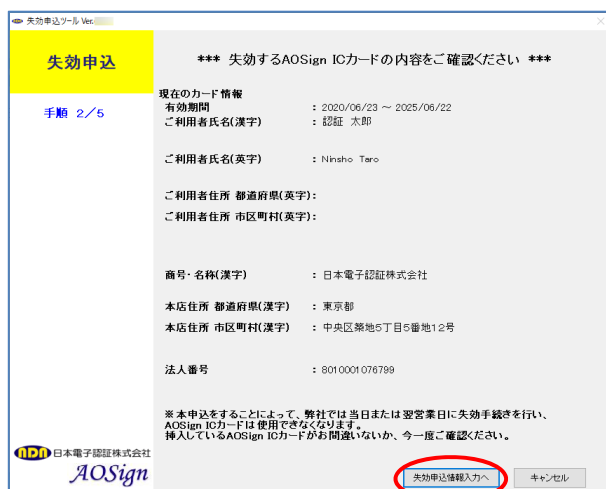 失効申込ツール Ver.
失効申込
手順 2／5
*** 失効するAOSign ICカードの内容をご確認ください ***
現在のカード情報
有効期間 : 2020/06/23 ～ 2025/06/22
ご利用者氏名(漢字) : 認証 太郎
ご利用者氏名(英字) : Ninsho Taro
ご利用者住所 都道府県(英字) :
ご利用者住所 市区町村(英字) :
商号・名称(漢字) : 日本電子認証株式会社
本店住所 都道府県(漢字) : 東京都
本店住所 市区町村(漢字) : 中央区築地5丁目5番地12号
法人番号 : 8010001076799
※本申込をすることによって、弊社では当日または翌営業日に失効手続きを行い、
AOSign ICカードは使用できなくなります。
挿入しているAOSign ICカードがお間違いないか、今一度ご確認ください。
NDN 日本電子認証株式会社
AOSign
失効申込情報入力へ
キャンセル